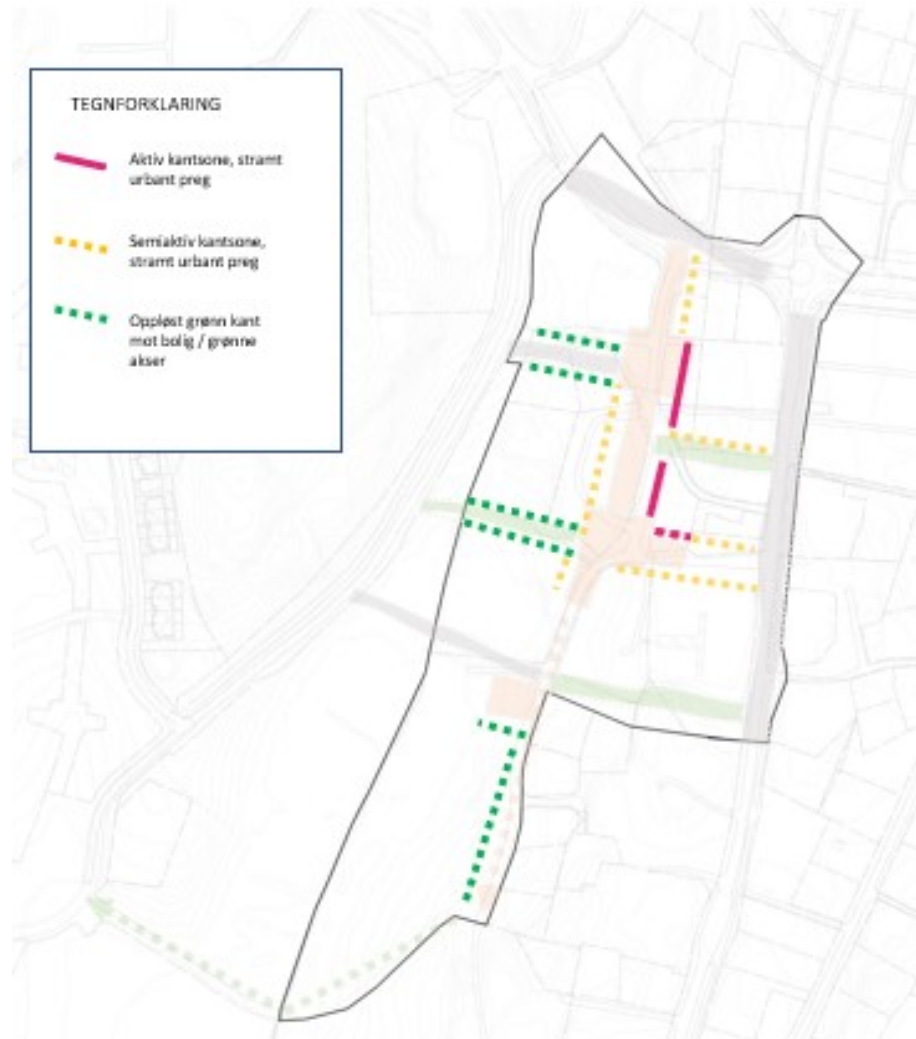 TEGNFORKLARING
Aktiv kantsone, stramt
urbant preg
Semiaktiv kantsone,
stramt urbant preg
Oppløst grønn kant
mot bolig / grønne
akser